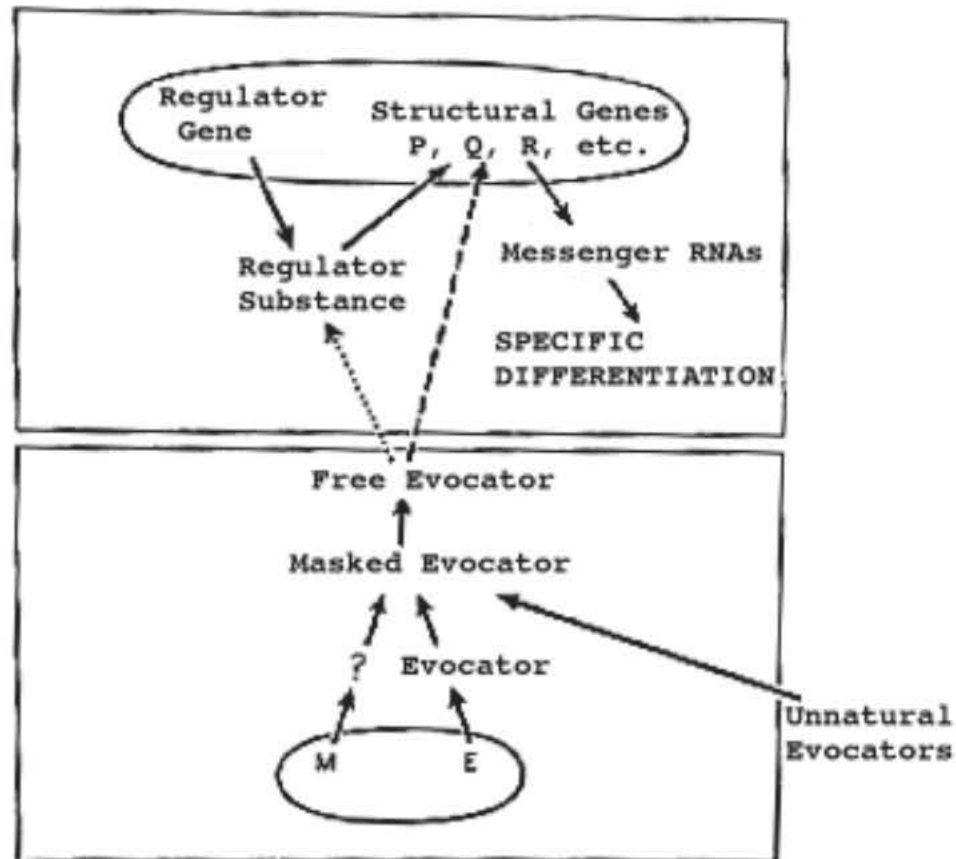 Regulator
Gene
Structural Genes
P, Q, R, etc.
Regulator
Substance
Messenger RNAs
SPECIFIC
DIFFERENTIATION
Free Evocator
Masked Evocator
?
Evocator
M
E
Unnatural
Evocators